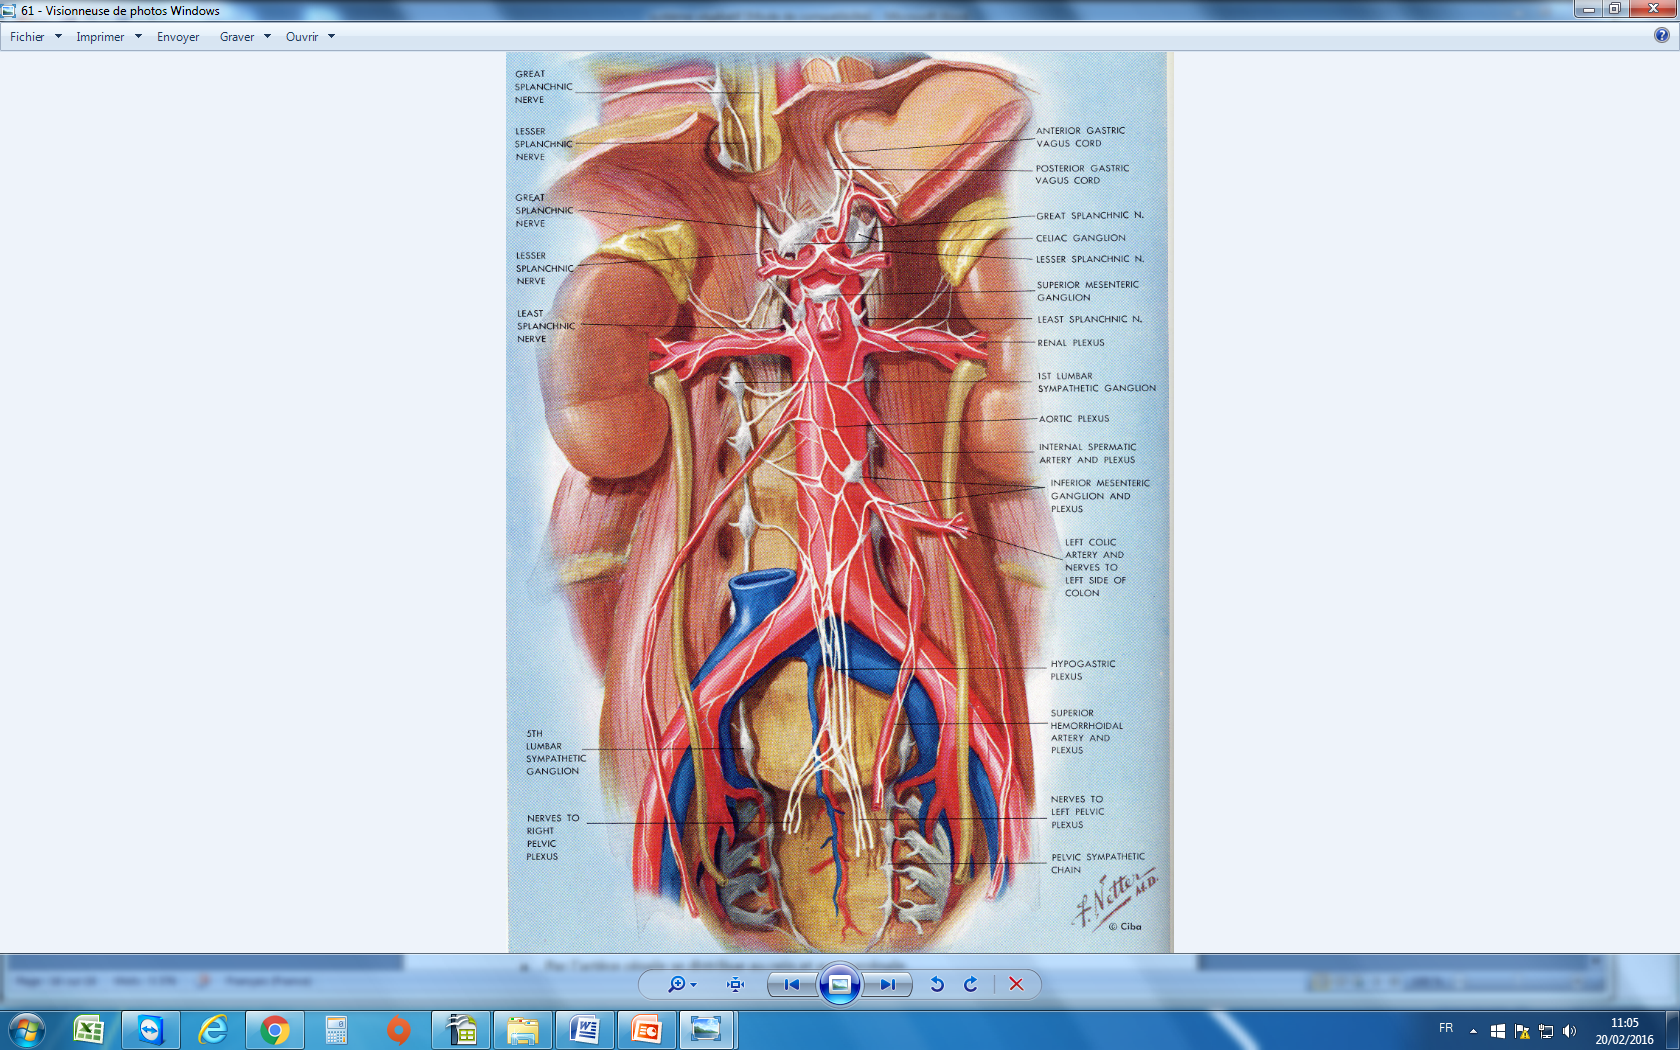 61 - Visionneuse de photos Windows
Fichier Imprimer Envoyer Graver Ouvrir
GREAT
SPLANCHNIC
NERVE
LESSER
SPLANCHNIC
NERVE
GREAT
SPLANCHNIC
NERVE
LESSER
SPLANCHNIC
NERVE
LEAST
SPLANCHNIC
NERVE
5TH
LUMBAR
SYMPATHETIC
GANGLION
NERVES TO
RIGHT
PELVIC
PLEXUS
ANTERIOR GASTRIC
VAGUS CORD
POSTERIOR GASTRIC
VAGUS CORD
GREAT SPLANCHNIC N.
CELIAC GANGLION
LESSER SPLANCHNIC N.
SUPERIOR MESENTERIC
GANGLION
LEAST SPLANCHNIC N.
RENAL PLEXUS
1ST LUMBAR
SYMPATHETIC GANGLION
AORTIC PLEXUS
INTERNAL SPERMATIC
ARTERY AND PLEXUS
INFERIOR MESENTERIC
GANGLION AND
PLEXUS
LEFT COLIC
ARTERY AND
NERVES TO
LEFT SIDE OF
COLON
HYPOGASTRIC
PLEXUS
SUPERIOR
HEMORRHOIDAL
ARTERY AND
PLEXUS
NERVES TO
LEFT PELVIC
PLEXUS
PELVIC SYMPATHETIC
CHAIN
F. Netter
M.D.
© Ciba
FR
11:05
20/02/2016